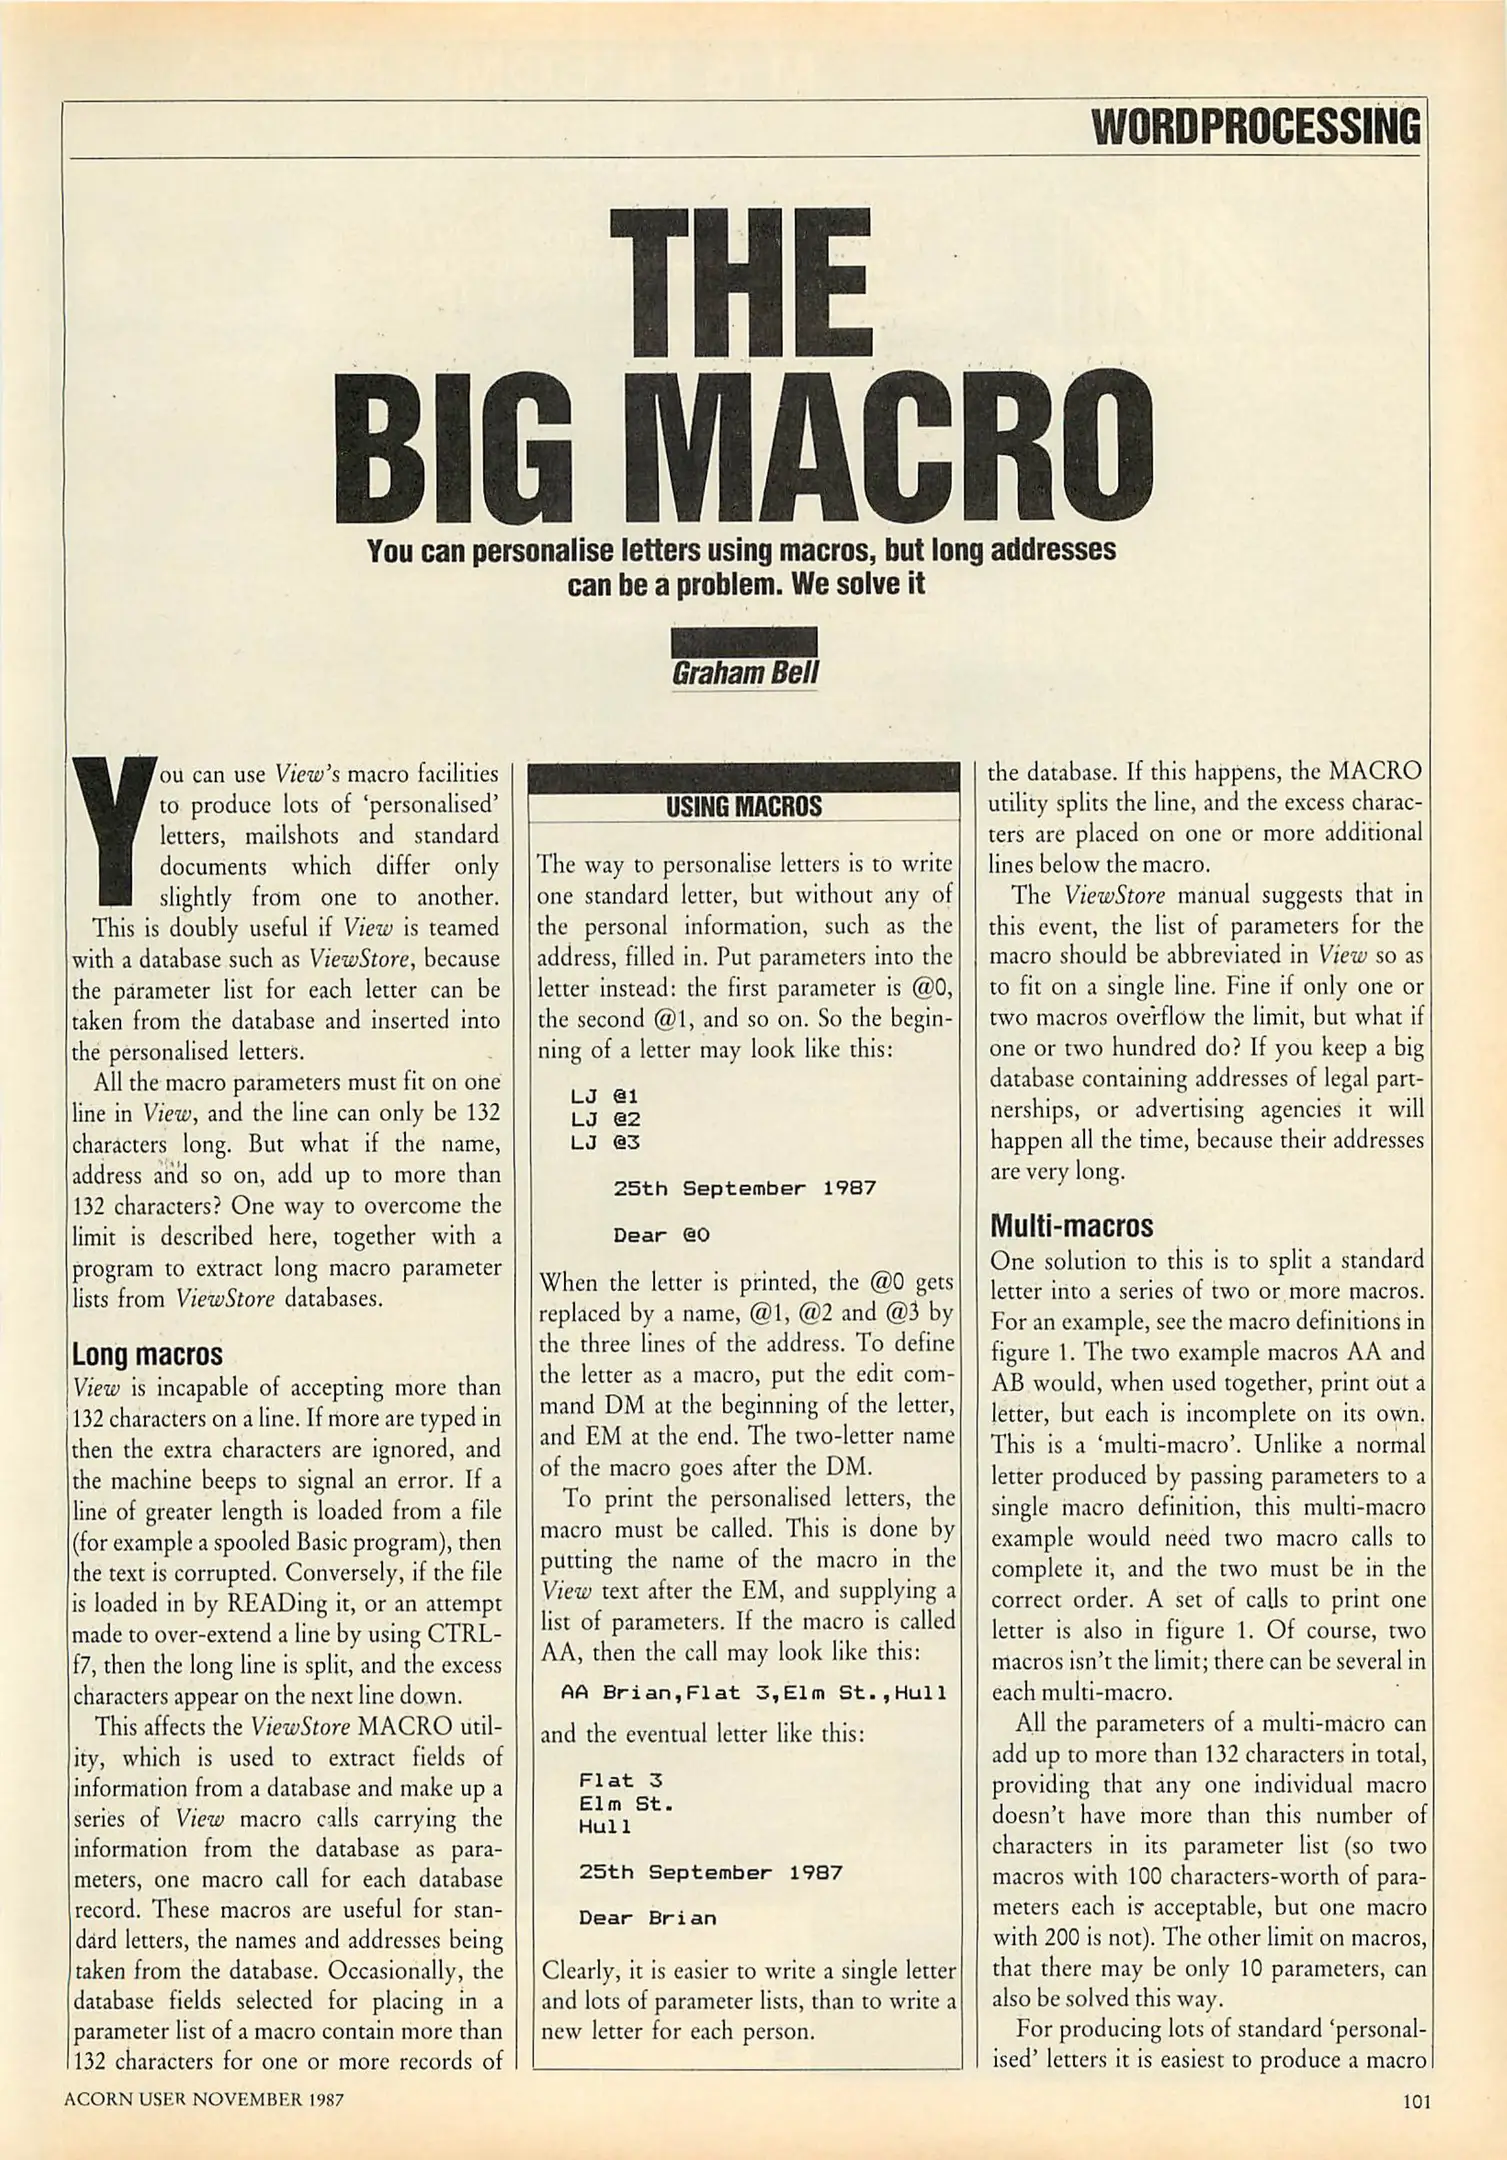 WORDPROCESSING
THE
BIG MACRO
You can personalise letters using macros, but long addresses
can be a problem. We solve it
Graham Bell
You can use View's macro facilities
to produce lots of 'personalised'
letters, mailshots and standard
documents which differ only
slightly from one to another.
This is doubly useful if View is teamed
with a database such as ViewStore, because
the parameter list for each letter can be
taken from the database and inserted into
the personalised letters.
All the macro parameters must fit on one
line in View, and the line can only be 132
characters long. But what if the name,
address and so on, add up to more than
132 characters? One way to overcome the
limit is described here, together with a
program to extract long macro parameter
lists from ViewStore databases.
Long macros
View is incapable of accepting more than
132 characters on a line. If more are typed in
then the extra characters are ignored, and
the machine beeps to signal an error. If a
line of greater length is loaded from a file
(for example a spooled Basic program), then
the text is corrupted. Conversely, if the file
is loaded in by READing it, or an attempt
made to over-extend a line by using CTRL-
f7, then the long line is split, and the excess
characters appear on the next line down.
This affects the ViewStore MACRO util-
ity, which is used to extract fields of
information from a database and make up a
series of View macro calls carrying the
information from the database as para-
meters, one macro call for each database
record. These macros are useful for stan-
dard letters, the names and addresses being
taken from the database. Occasionally, the
database fields selected for placing in a
parameter list of a macro contain more than
132 characters for one or more records of
USING MACROS
The way to personalise letters is to write
one standard letter, but without any of
the personal information, such as the
address, filled in. Put parameters into the
letter instead: the first parameter is @0,
the second @1, and so on. So the begin-
ning of a letter may look like this:
LJ @1
LJ @2
LJ @3
25th September 1987
Dear @0
When the letter is printed, the @0 gets
replaced by a name, @1, @2 and @3 by
the three lines of the address. To define
the letter as a macro, put the edit com-
mand DM at the beginning of the letter,
and EM at the end. The two-letter name
of the macro goes after the DM.
To print the personalised letters, the
macro must be called. This is done by
putting the name of the macro in the
View text after the EM, and supplying a
list of parameters. If the macro is called
AA, then the call may look like this:
AA Brian,Flat 3,Elm St.,Hull
and the eventual letter like this:
Flat 3
Elm St.
Hull
25th September 1987
Dear Brian
Clearly, it is easier to write a single letter
and lots of parameter lists, than to write a
new letter for each person.
the database. If this happens, the MACRO
utility splits the line, and the excess charac-
ters are placed on one or more additional
lines below the macro.
The ViewStore manual suggests that in
this event, the list of parameters for the
macro should be abbreviated in View so as
to fit on a single line. Fine if only one or
two macros overflow the limit, but what if
one or two hundred do? If you keep a big
database containing addresses of legal part-
nerships, or advertising agencies it will
happen all the time, because their addresses
are very long.
Multi-macros
One solution to this is to split a standard
letter into a series of two or more macros.
For an example, see the macro definitions in
figure 1. The two example macros AA and
AB would, when used together, print out a
letter, but each is incomplete on its own.
This is a 'multi-macro'. Unlike a normal
letter produced by passing parameters to a
single macro definition, this multi-macro
example would need two macro calls to
complete it, and the two must be in the
correct order. A set of calls to print one
letter is also in figure 1. Of course, two
macros isn't the limit; there can be several in
each multi-macro.
All the parameters of a multi-macro can
add up to more than 132 characters in total,
providing that any one individual macro
doesn't have more than this number of
characters in its parameter list (so two
macros with 100 characters-worth of para-
meters each is acceptable, but one macro
with 200 is not). The other limit on macros,
that there may be only 10 parameters, can
also be solved this way.
For producing lots of standard 'personal-
ised' letters it is easiest to produce a macro
ACORN USER NOVEMBER 1987
101